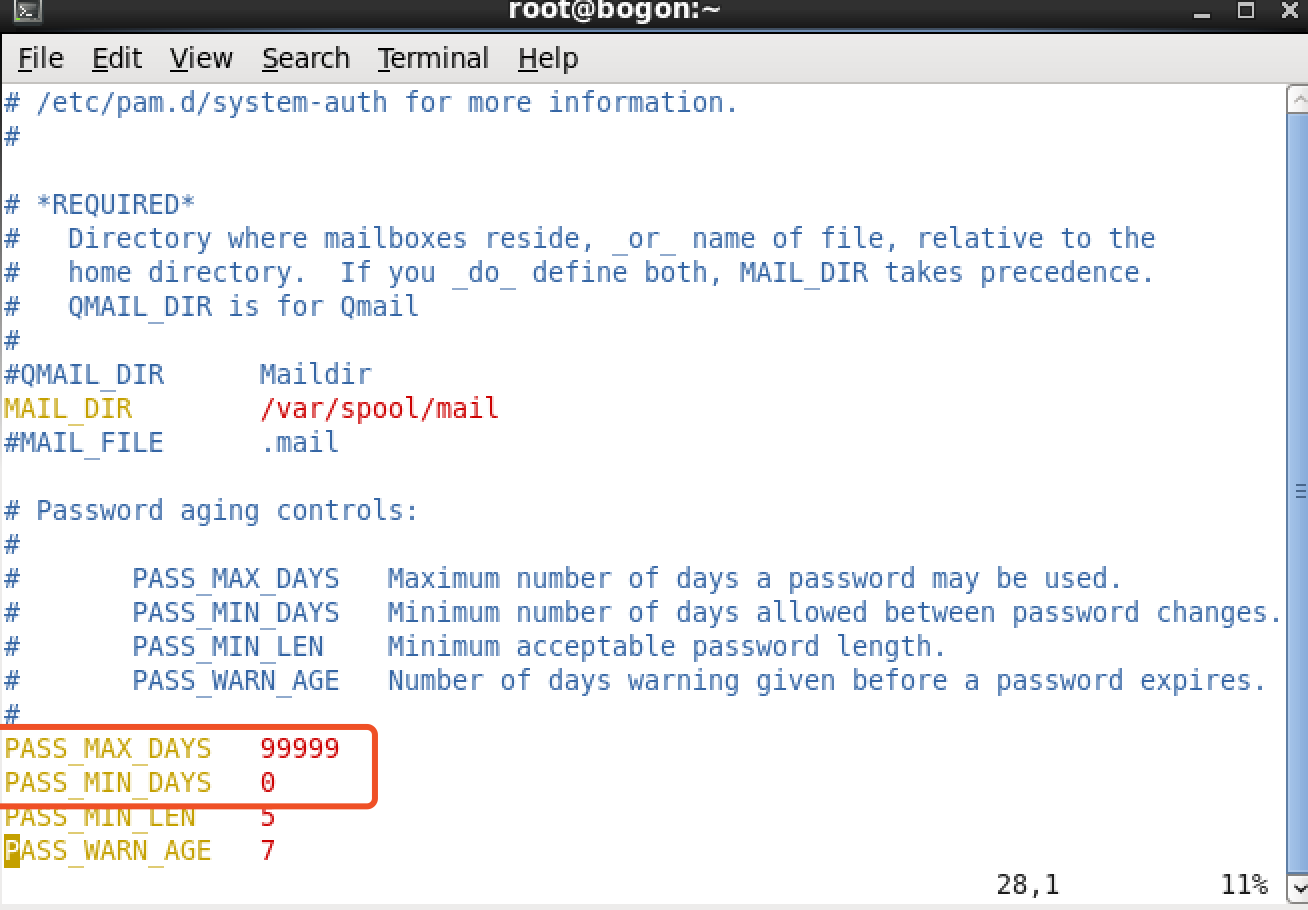 root@bogon:~
File Edit View Search Terminal Help
# /etc/pam.d/system-auth for more information.
#
# *REQUIRED*
#   Directory where mailboxes reside, _or_ name of file, relative to the
#   home directory.  If you _do_ define both, MAIL_DIR takes precedence.
#   QMAIL_DIR is for Qmail
#
#QMAIL_DIR      Maildir
MAIL_DIR        /var/spool/mail
#MAIL_FILE      .mail
# Password aging controls:
#
#       PASS_MAX_DAYS   Maximum number of days a password may be used.
#       PASS_MIN_DAYS   Minimum number of days allowed between password changes.
#       PASS_MIN_LEN    Minimum acceptable password length.
#       PASS_WARN_AGE   Number of days warning given before a password expires.
#
PASS_MAX_DAYS   99999
PASS_MIN_DAYS   0
PASS_MIN_LEN    5
PASS_WARN_AGE   7
28,1          11%